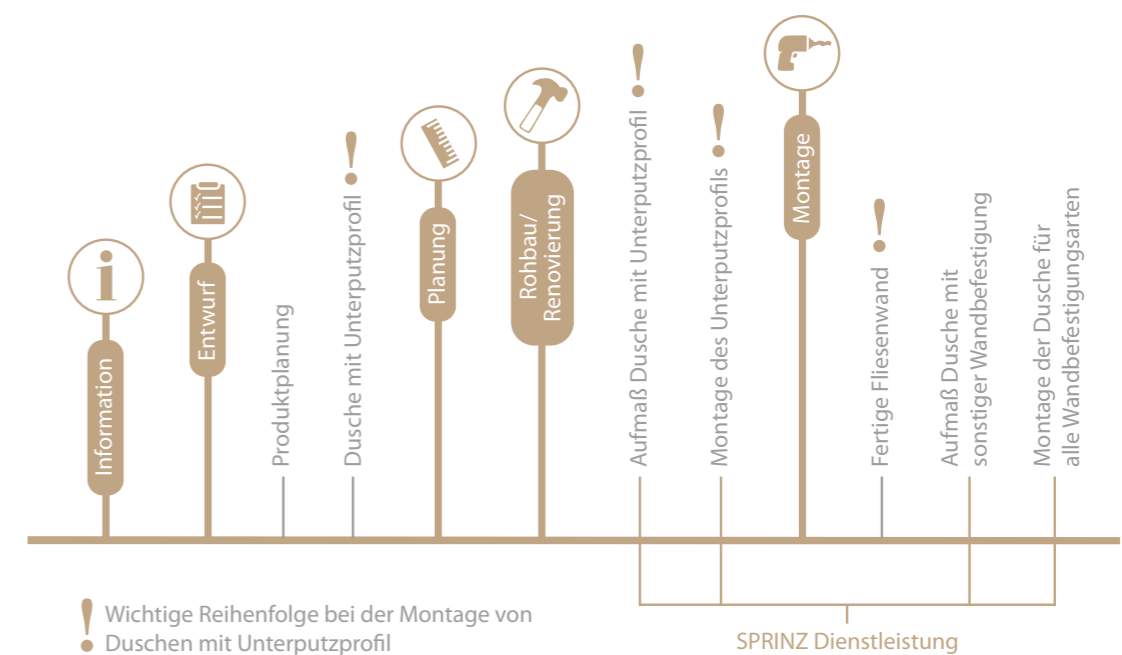 Information
Entwurf
Produktplanung
Dusche mit Unterputzprofil !
Planung
Rohbau/
Renovierung
Aufmaß Dusche mit Unterputzprofil !
Montage des Unterputzprofils !
Montage
Fertige Fliesenwand !
Aufmaß Dusche mit
sonstiger Wandbefestigung
Montage der Dusche für
alle Wandbefestigungsarten
! Wichtige Reihenfolge bei der Montage von
Duschen mit Unterputzprofil
SPRINZ Dienstleistung